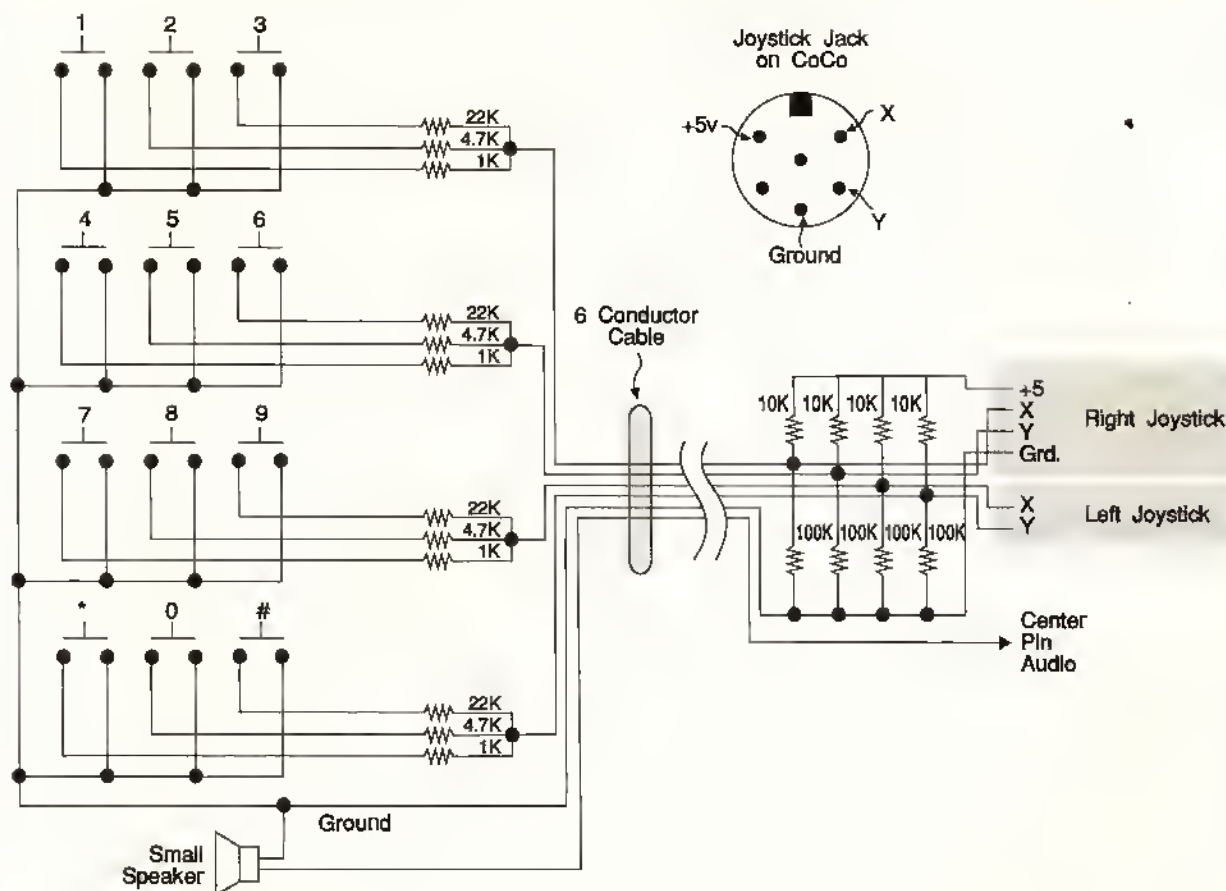 1 2 3
Joystick Jack
on CoCo
+5v
X
Y
Ground
22K
4.7K
1K
4 5 6
22K
4.7K
1K
6 Conductor
Cable
7 8 9
22K
4.7K
1K
10K 10K 10K 10K
+5
X
Y
Grd.
Right Joystick
X
Y
Left Joystick
100K 100K 100K 100K
* 0 #
22K
4.7K
1K
Center
Pin
Audio
Ground
Small
Speaker